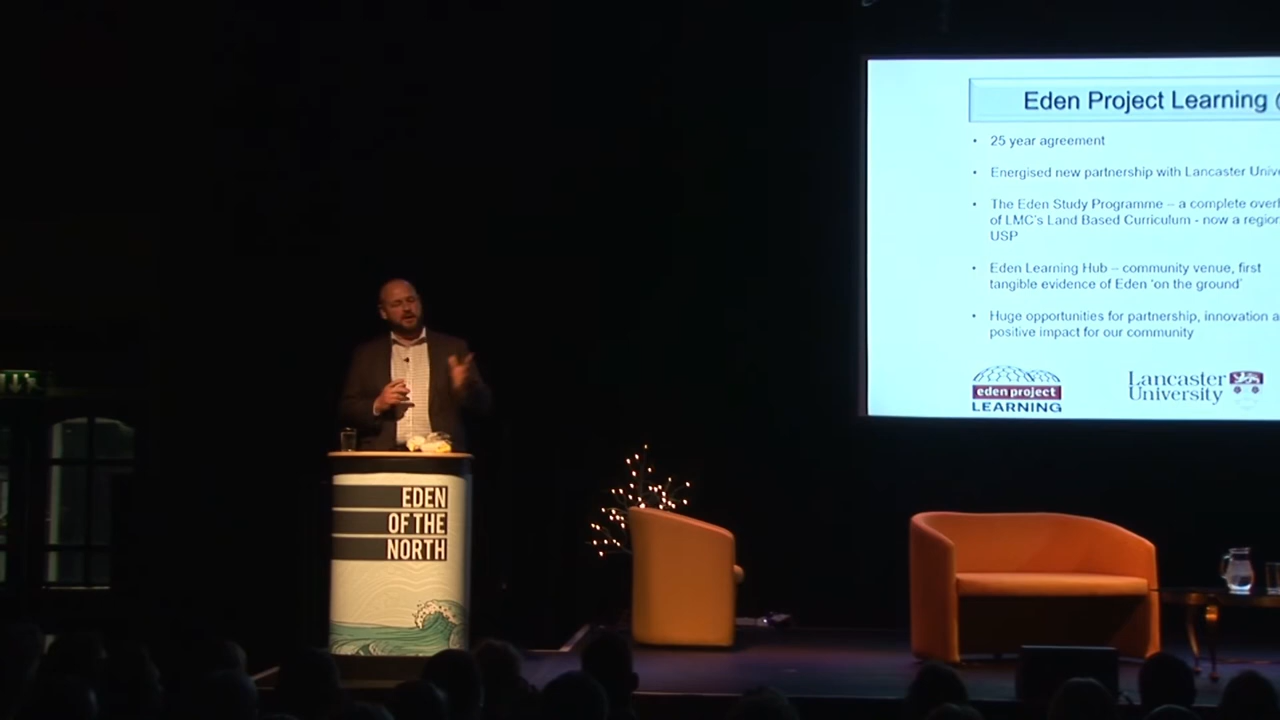 Eden Project Learning
• 25 year agreement
• Energised new partnership with Lancaster
• The Eden Study Programme – a complete
of LMC's Land Based Curriculum - now a
USP
• Eden Learning Hub – community venue, first
tangible evidence of Eden 'on the ground'
• Huge opportunities for partnership, innovation
positive impact for our community
eden project
LEARNING
Lancaster
University
EDEN
OF THE
NORTH